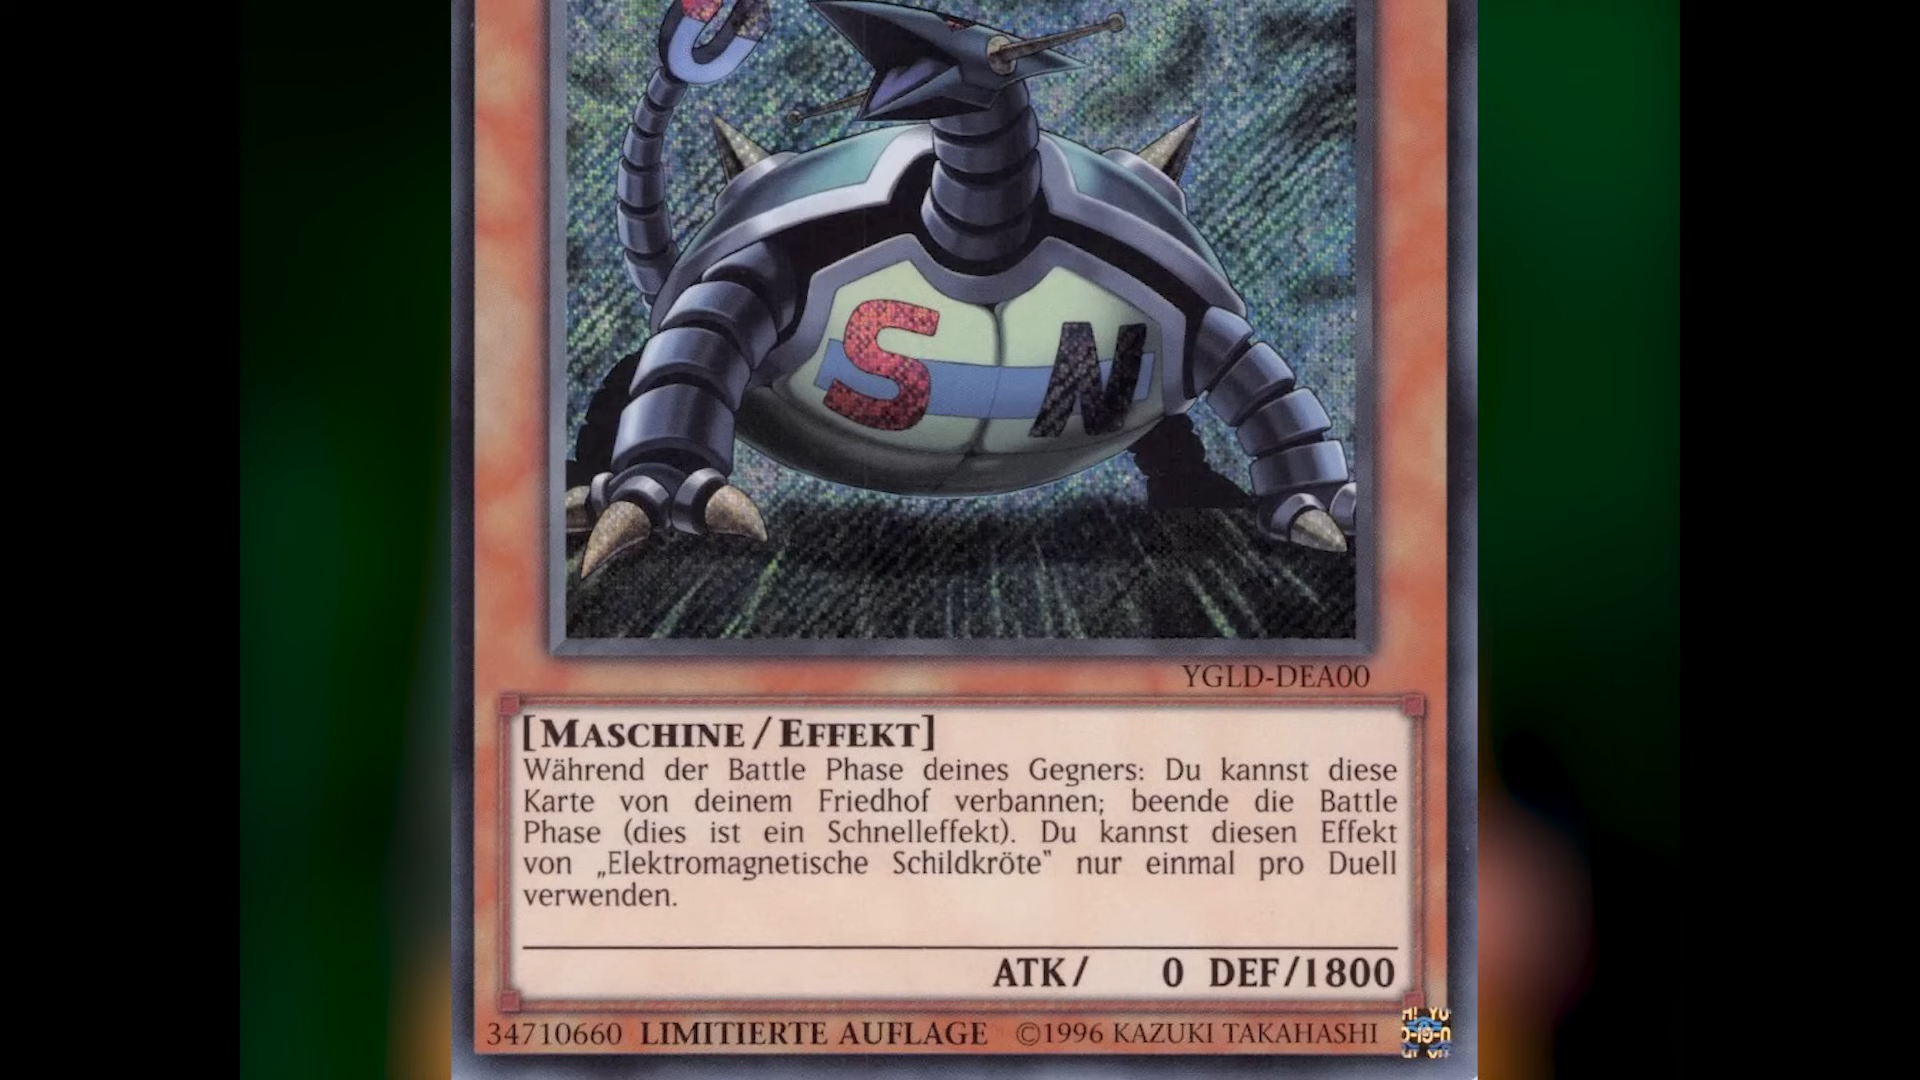 S N
YGLD-DEA00
[MASCHINE/EFFEKT]
Während der Battle Phase deines Gegners: Du kannst diese
Karte von deinem Friedhof verbannen; beende die Battle
Phase (dies ist ein Schnelleffekt). Du kannst diesen Effekt
von „Elektromagnetische Schildkröte" nur einmal pro Duell
verwenden.
ATK/ 0 DEF/1800
34710660 LIMITIERTE AUFLAGE ©1996 KAZUKI TAKAHASHI